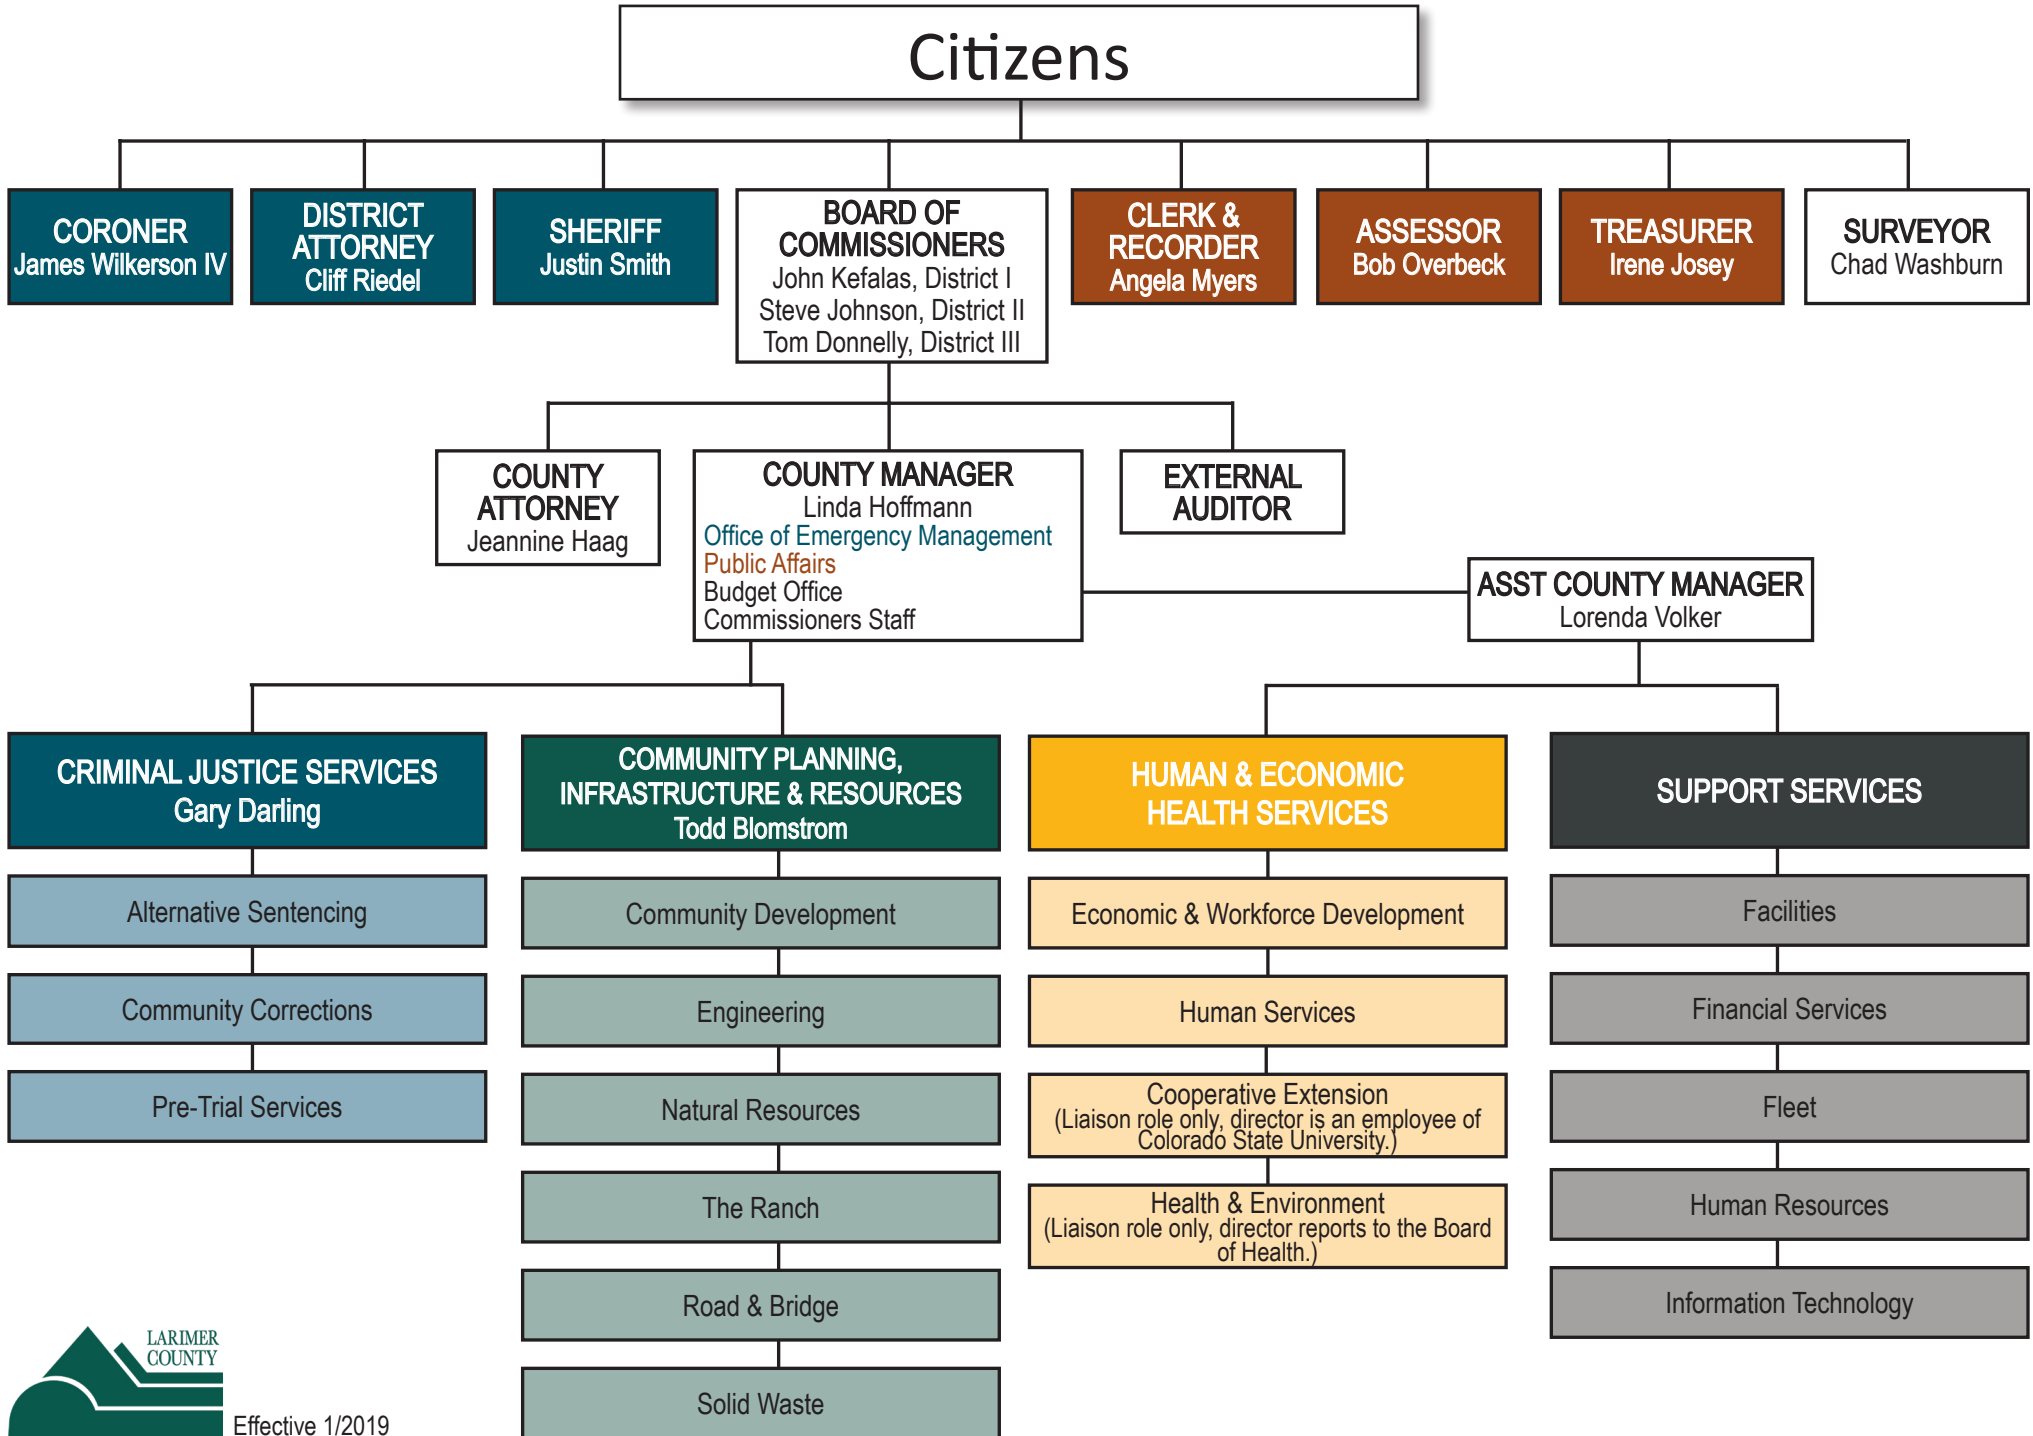 Citizens
CORONER
James Wilkerson IV
DISTRICT
ATTORNEY
Cliff Riedel
SHERIFF
Justin Smith
BOARD OF
COMMISSIONERS
John Kefalas, District I
Steve Johnson, District II
Tom Donnelly, District III
CLERK &
RECORDER
Angela Myers
ASSESSOR
Bob Overbeck
TREASURER
Irene Josey
SURVEYOR
Chad Washburn
COUNTY
ATTORNEY
Jeannine Haag
COUNTY MANAGER
Linda Hoffmann
Office of Emergency Management
Public Affairs
Budget Office
Commissioners Staff
EXTERNAL
AUDITOR
ASST COUNTY MANAGER
Lorenda Volker
CRIMINAL JUSTICE SERVICES
Gary Darling
Alternative Sentencing
Community Corrections
Pre-Trial Services
COMMUNITY PLANNING,
INFRASTRUCTURE & RESOURCES
Todd Blomstrom
Community Development
Engineering
Natural Resources
The Ranch
Road & Bridge
Solid Waste
HUMAN & ECONOMIC
HEALTH SERVICES
Economic & Workforce Development
Human Services
Cooperative Extension
(Liaison role only, director is an employee of
Colorado State University.)
Health & Environment
(Liaison role only, director reports to the Board
of Health.)
SUPPORT SERVICES
Facilities
Financial Services
Fleet
Human Resources
Information Technology
LARIMER
COUNTY
Effective 1/2019